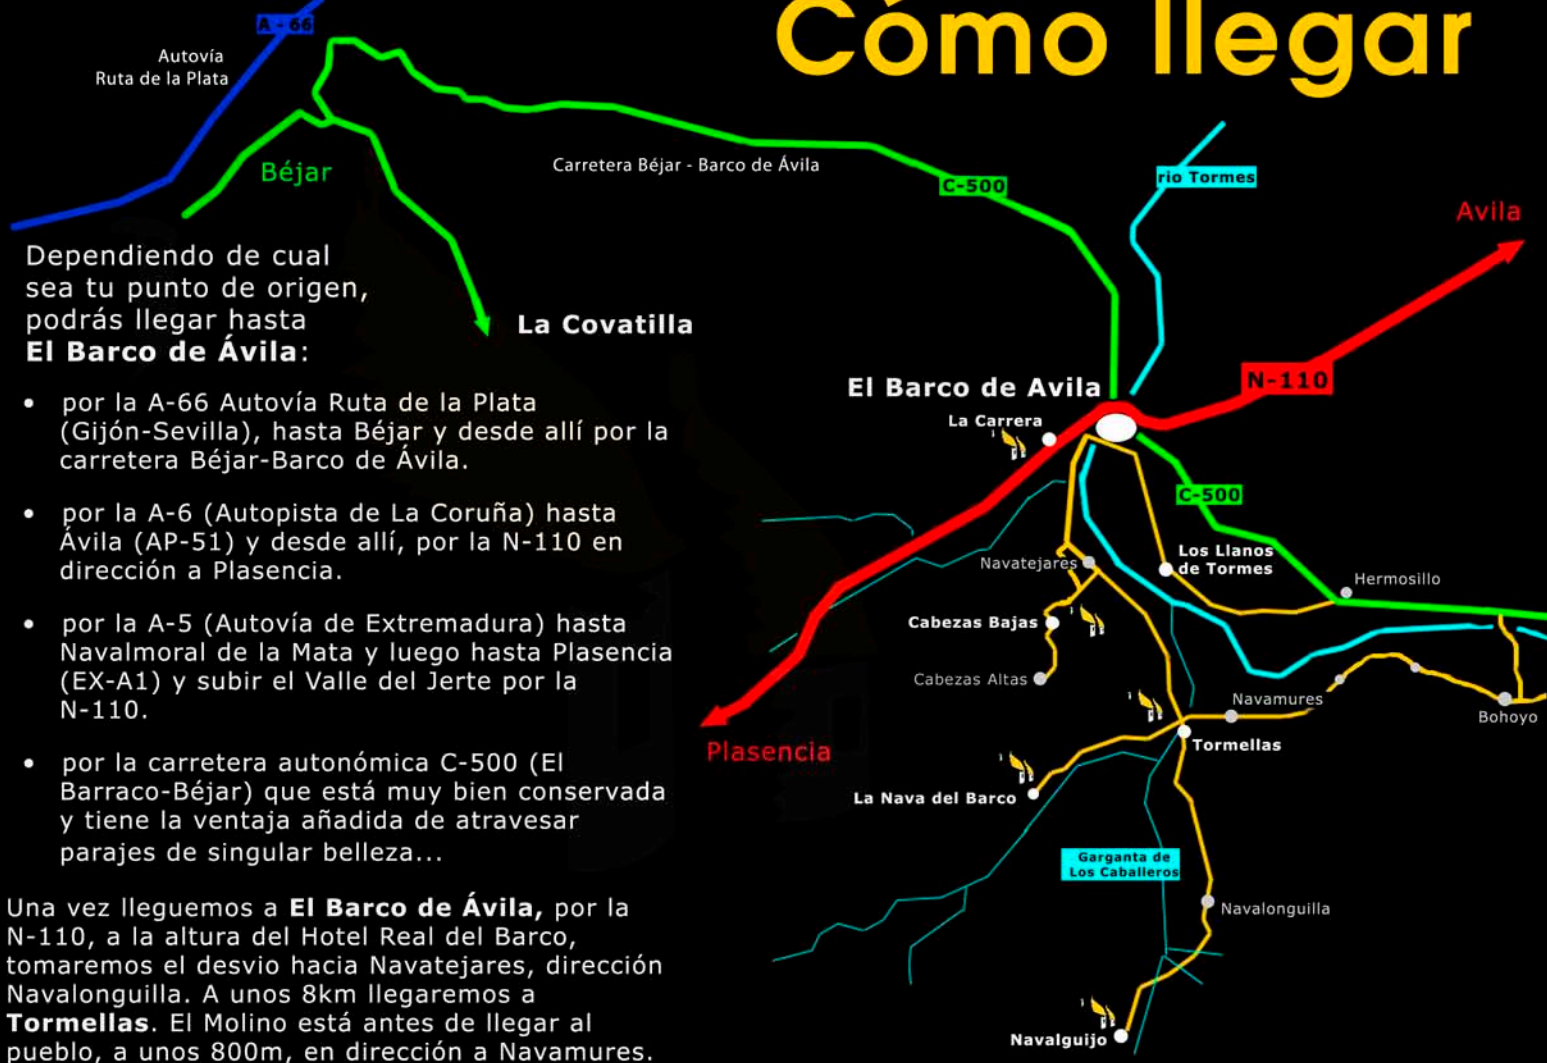 Cómo llegar
A - 66
Autovía
Ruta de la Plata
Béjar
Carretera Béjar - Barco de Ávila
C-500
rio Tormes
Avila
La Covatilla
N-110
El Barco de Avila
La Carrera
C-500
Navatejares
Los Llanos
de Tormes
Hermosillo
Cabezas Bajas
Cabezas Altas
Navamures
Bohoyo
Tormellas
Plasencia
La Nava del Barco
Garganta de
Los Caballeros
Navalonguilla
Navalguijo
Dependiendo de cual
sea tu punto de origen,
podrás llegar hasta
El Barco de Ávila:
• por la A-66 Autovía Ruta de la Plata
(Gijón-Sevilla), hasta Béjar y desde allí por la
carretera Béjar-Barco de Ávila.
• por la A-6 (Autopista de La Coruña) hasta
Ávila (AP-51) y desde allí, por la N-110 en
dirección a Plasencia.
• por la A-5 (Autovía de Extremadura) hasta
Navalmoral de la Mata y luego hasta Plasencia
(EX-A1) y subir el Valle del Jerte por la
N-110.
• por la carretera autonómica C-500 (El
Barraco-Béjar) que está muy bien conservada
y tiene la ventaja añadida de atravesar
parajes de singular belleza...
Una vez lleguemos a El Barco de Ávila, por la
N-110, a la altura del Hotel Real del Barco,
tomaremos el desvio hacia Navatejares, dirección
Navalonguilla. A unos 8km llegaremos a
Tormellas. El Molino está antes de llegar al
pueblo, a unos 800m, en dirección a Navamures.